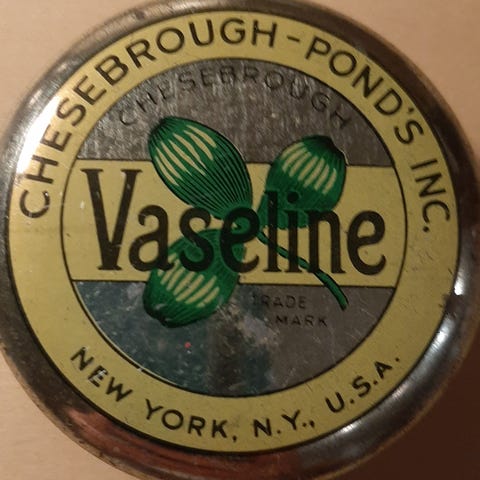 CHESEBROUGH-POND'S INC.
CHESEBROUGH
Vaseline
TRADE
MARK
NEW YORK, N.Y., U.S.A.